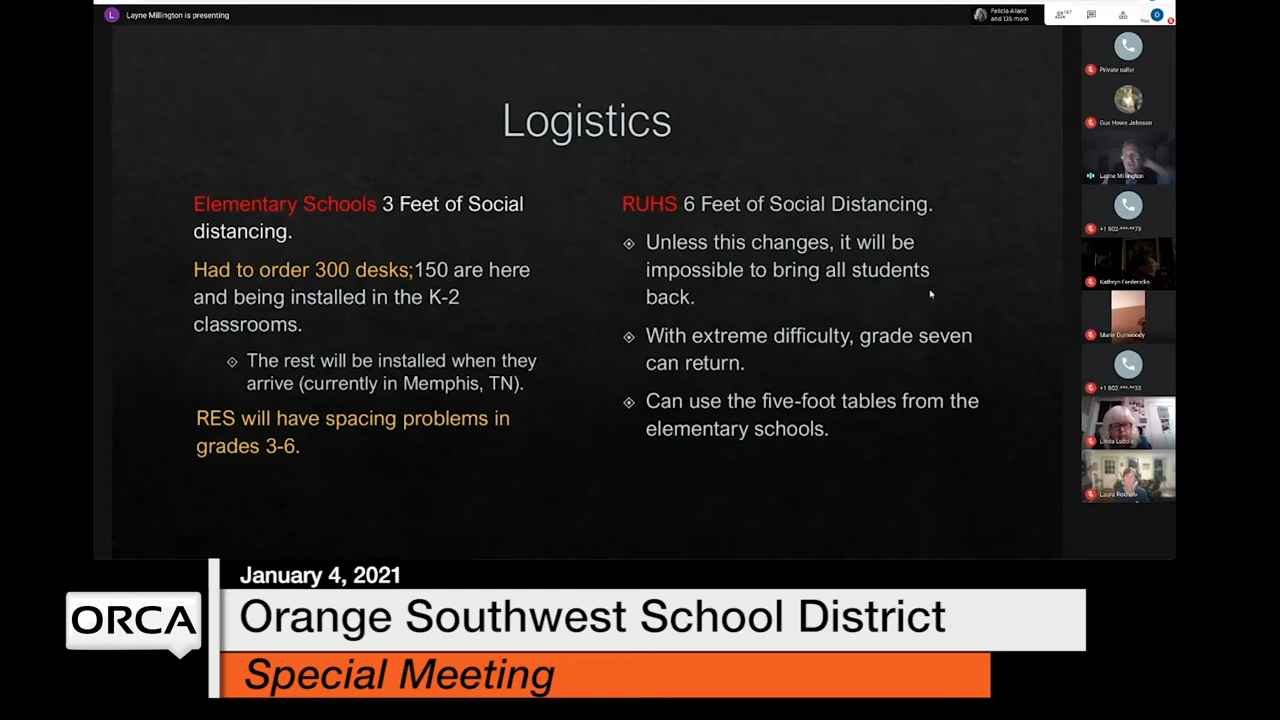 L Layne Millington is presenting
Felicia Allard
and 135 more
147
You
Logistics
Elementary Schools 3 Feet of Social
distancing.
Had to order 300 desks;150 are here
and being installed in the K-2
classrooms.
The rest will be installed when they
arrive (currently in Memphis, TN).
RES will have spacing problems in
grades 3-6.
RUHS 6 Feet of Social Distancing.
Unless this changes, it will be
impossible to bring all students
back.
With extreme difficulty, grade seven
can return.
Can use the five-foot tables from the
elementary schools.
Private caller
Gus Howe Johnson
Layne Millington
+1 802-***-**79
Kathryn Fredericks
Marie Dunwoody
+1 802-***-**33
Linda Lubold
Laura Rochat
January 4, 2021
ORCA
Orange Southwest School District
Special Meeting